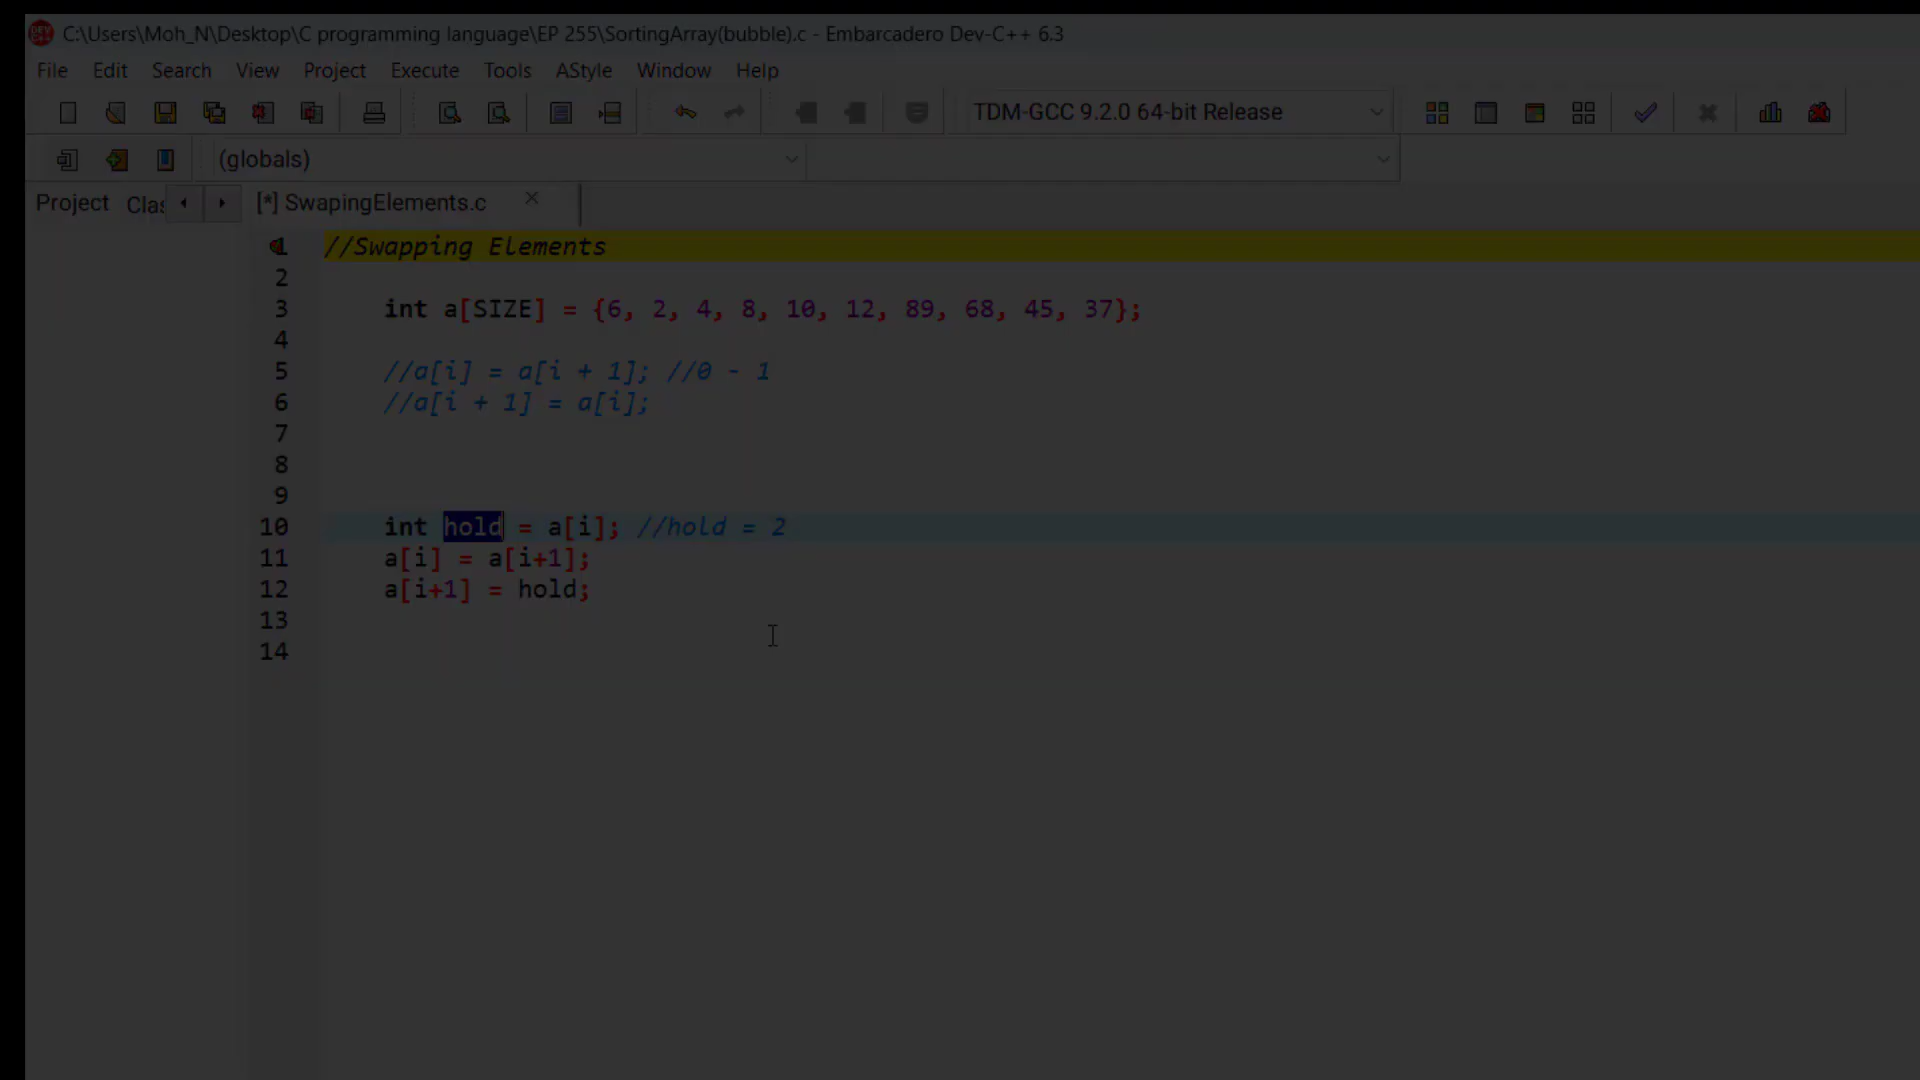 C:\Users\Moh_N\Desktop\C programming language\EP 255\SortingArray(bubble).c - Embarcadero Dev-C++ 6.3
File Edit Search View Project Execute Tools AStyle Window Help
TDM-GCC 9.2.0 64-bit Release
(globals)
Project Clas [*] SwapingElements.c
1 //Swapping Elements
2
3 int a[SIZE] = {6, 2, 4, 8, 10, 12, 89, 68, 45, 37};
4
5 //a[i] = a[i + 1]; //0 - 1
6 //a[i + 1] = a[i];
7
8
9
10 int hold = a[i]; //hold = 2
11 a[i] = a[i+1];
12 a[i+1] = hold;
13
14